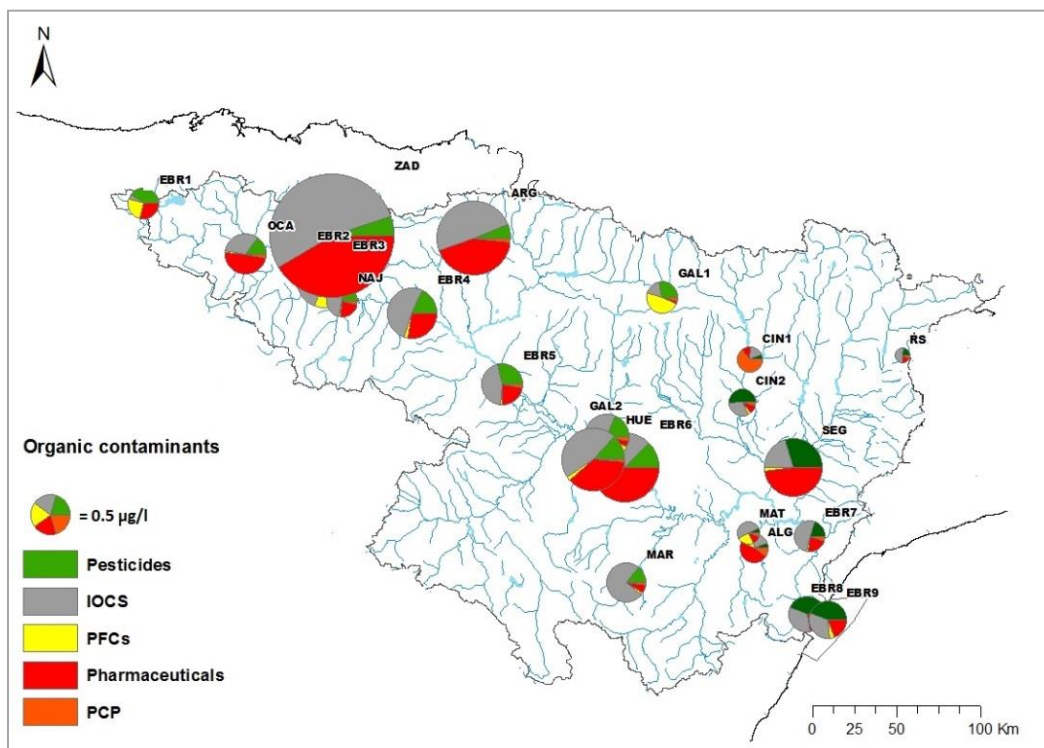 N
ZAD
EBR1
ARG
OCA
EBR2
EBR3
NAJ
EBR4
GAL1
CIN1
RS
EBR5
CIN2
GAL2
HUE
EBR6
SEG
Organic contaminants
= 0.5 µg/l
MAT
EBR7
ALG
MAR
Pesticides
EBR8
EBR9
IOCS
PFCs
Pharmaceuticals
PCP
0 25 50 100 Km